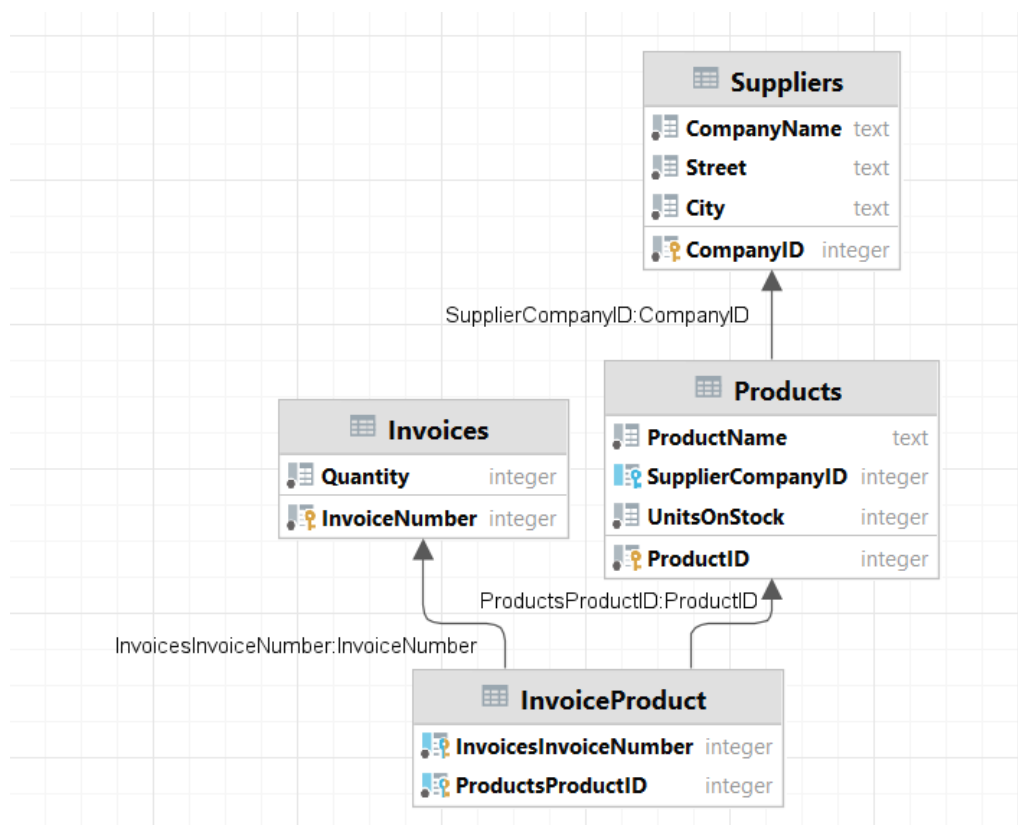 Suppliers
CompanyName text
Street text
City text
CompanyID integer
SupplierCompanyID:CompanyID
Products
ProductName text
SupplierCompanyID integer
UnitsOnStock integer
ProductID integer
Invoices
Quantity integer
InvoiceNumber integer
ProductsProductID:ProductID
InvoicesInvoiceNumber:InvoiceNumber
InvoiceProduct
InvoicesInvoiceNumber integer
ProductsProductID integer